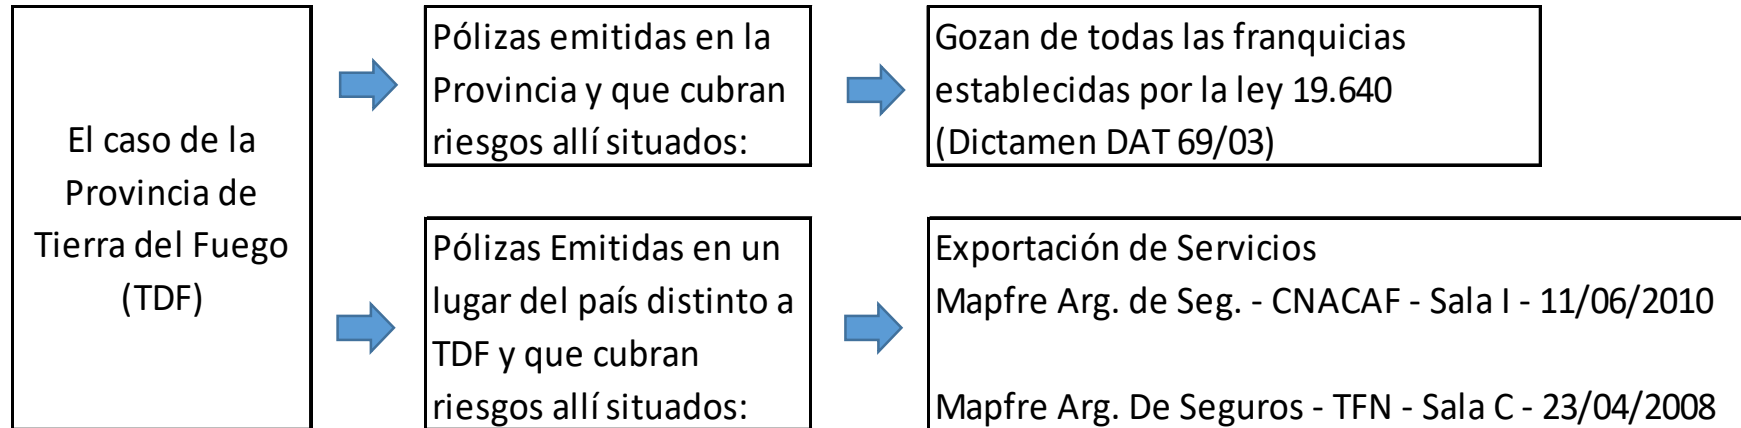 El caso de la
Provincia de
Tierra del Fuego
(TDF)
Pólizas emitidas en la
Provincia y que cubran
riesgos allí situados:
Gozan de todas las franquicias
establecidas por la ley 19.640
(Dictamen DAT 69/03)
Pólizas Emitidas en un
lugar del país distinto a
TDF y que cubran
riesgos allí situados:
Exportación de Servicios
Mapfre Arg. de Seg. - CNACAF - Sala I - 11/06/2010
Mapfre Arg. De Seguros - TFN - Sala C - 23/04/2008